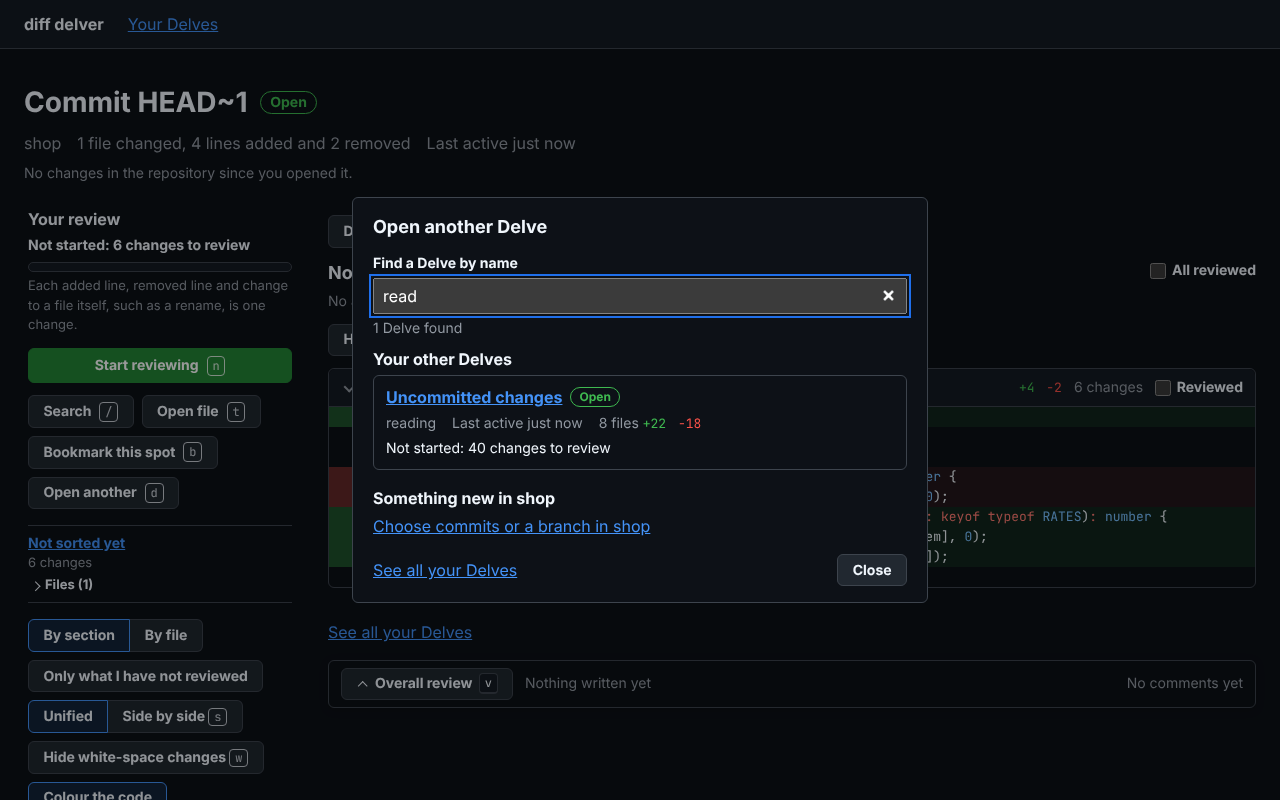 diff delver Your Delves
Commit HEAD~1 Open
shop 1 file changed, 4 lines added and 2 removed Last active just now
No changes in the repository since you opened it.
Your review
Not started: 6 changes to review
Each added line, removed line and change
to a file itself, such as a rename, is one
change.
Start reviewing n
Search / Open file t
Bookmark this spot b
Open another d
Not sorted yet
6 changes
Files (1)
By section By file
Only what I have not reviewed
Unified Side by side s
Hide white-space changes w
Colour the code
Open another Delve
Find a Delve by name
read
1 Delve found
Your other Delves
Uncommitted changes Open
reading Last active just now 8 files +22 -18
Not started: 40 changes to review
Something new in shop
Choose commits or a branch in shop
See all your Delves Close
All reviewed
+4 -2 6 changes Reviewed
er {
0);
: keyof typeof RATES): number {
em], 0);
]);
See all your Delves
Overall review v Nothing written yet No comments yet